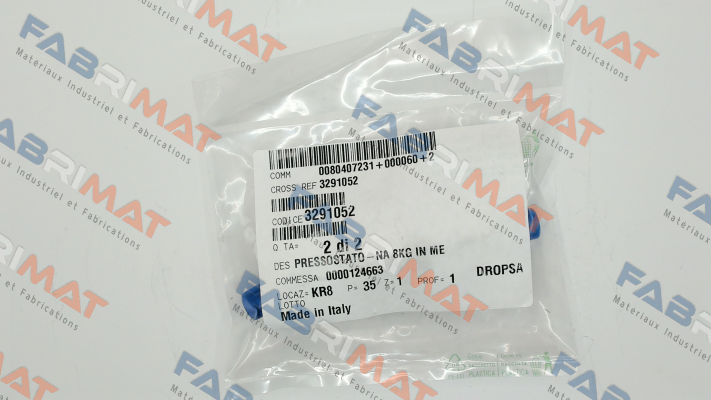 COMM 0080407231+000060+2
CROSS REF 3291052
CODICE 3291052
Q TA= 2 di 2
DES PRESSOSTATO-NA 8KG IN ME
COMMESSA 0000124663
LOCAZ= KR8 P= 35/Z= 1 PROF= 1 DROPSA
LOTTO
Made in Italy
FABRIMAT
Matériaux Industriel et Fabrications